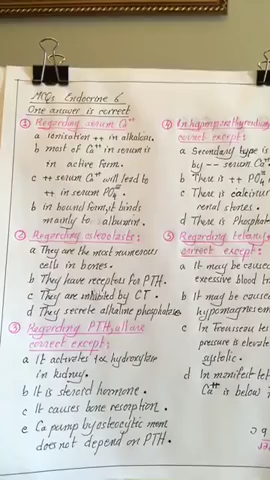 MCQs Endocrine 6
One answer is correct
① Regarding serum Ca++
a Ionisation ++ in alkalosis.
b most of Ca++ in serum is
in active form.
c ++ serum Ca++ will lead to
++ in serum PO4≡
b in bound form, it binds
mainly to albumin.
② Regarding osteoclasts:
a They are the most numerous
cells in bones.
b They have receptors for PTH.
c They are inhibited by CT.
d They secrete alkaline phosphatase
③ Regarding PTH, all are
correct except:
a It activates 1α hydroxylase
in kidney.
b It is steroid hormone.
c It causes bone resorption.
e Ca pump by osteocytic mem
does not depend on PTH.
④ In hyperparathyroidism
correct except:
a Secondary type is
by -- serum Ca
b There is ++ PO4
c There is calcinur
renal stones.
d There is Phosphat
⑤ Regarding tetany,
correct except:
a It may be caused
excessive blood tra
b It may be caused
hypomagnesem
c In Trousseau tes
pressure is elevate
systolic.
d In manifest tet
Ca++ is below